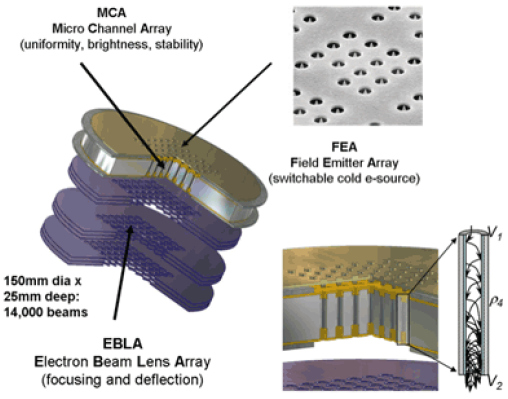 MCA
Micro Channel Array
(uniformity, brightness, stability)
FEA
Field Emitter Array
(switchable cold e-source)
150mm dia x
25mm deep:
14,000 beams
EBLA
Electron Beam Lens Array
(focusing and deflection)
V1
ρ4
V2